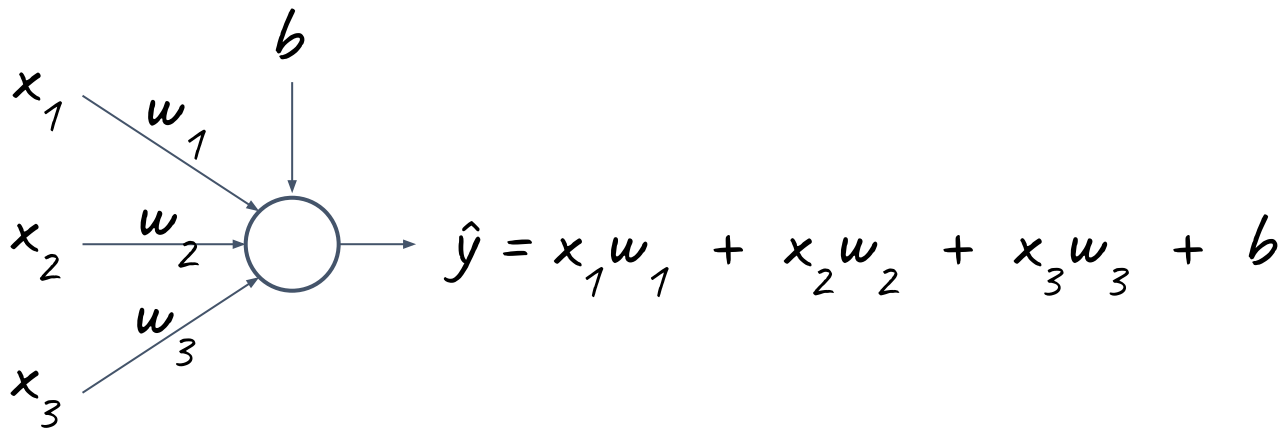 b
x₁
w₁
x₂
w₂
ŷ = x₁w₁ + x₂w₂ + x₃w₃ + b
w₃
x₃